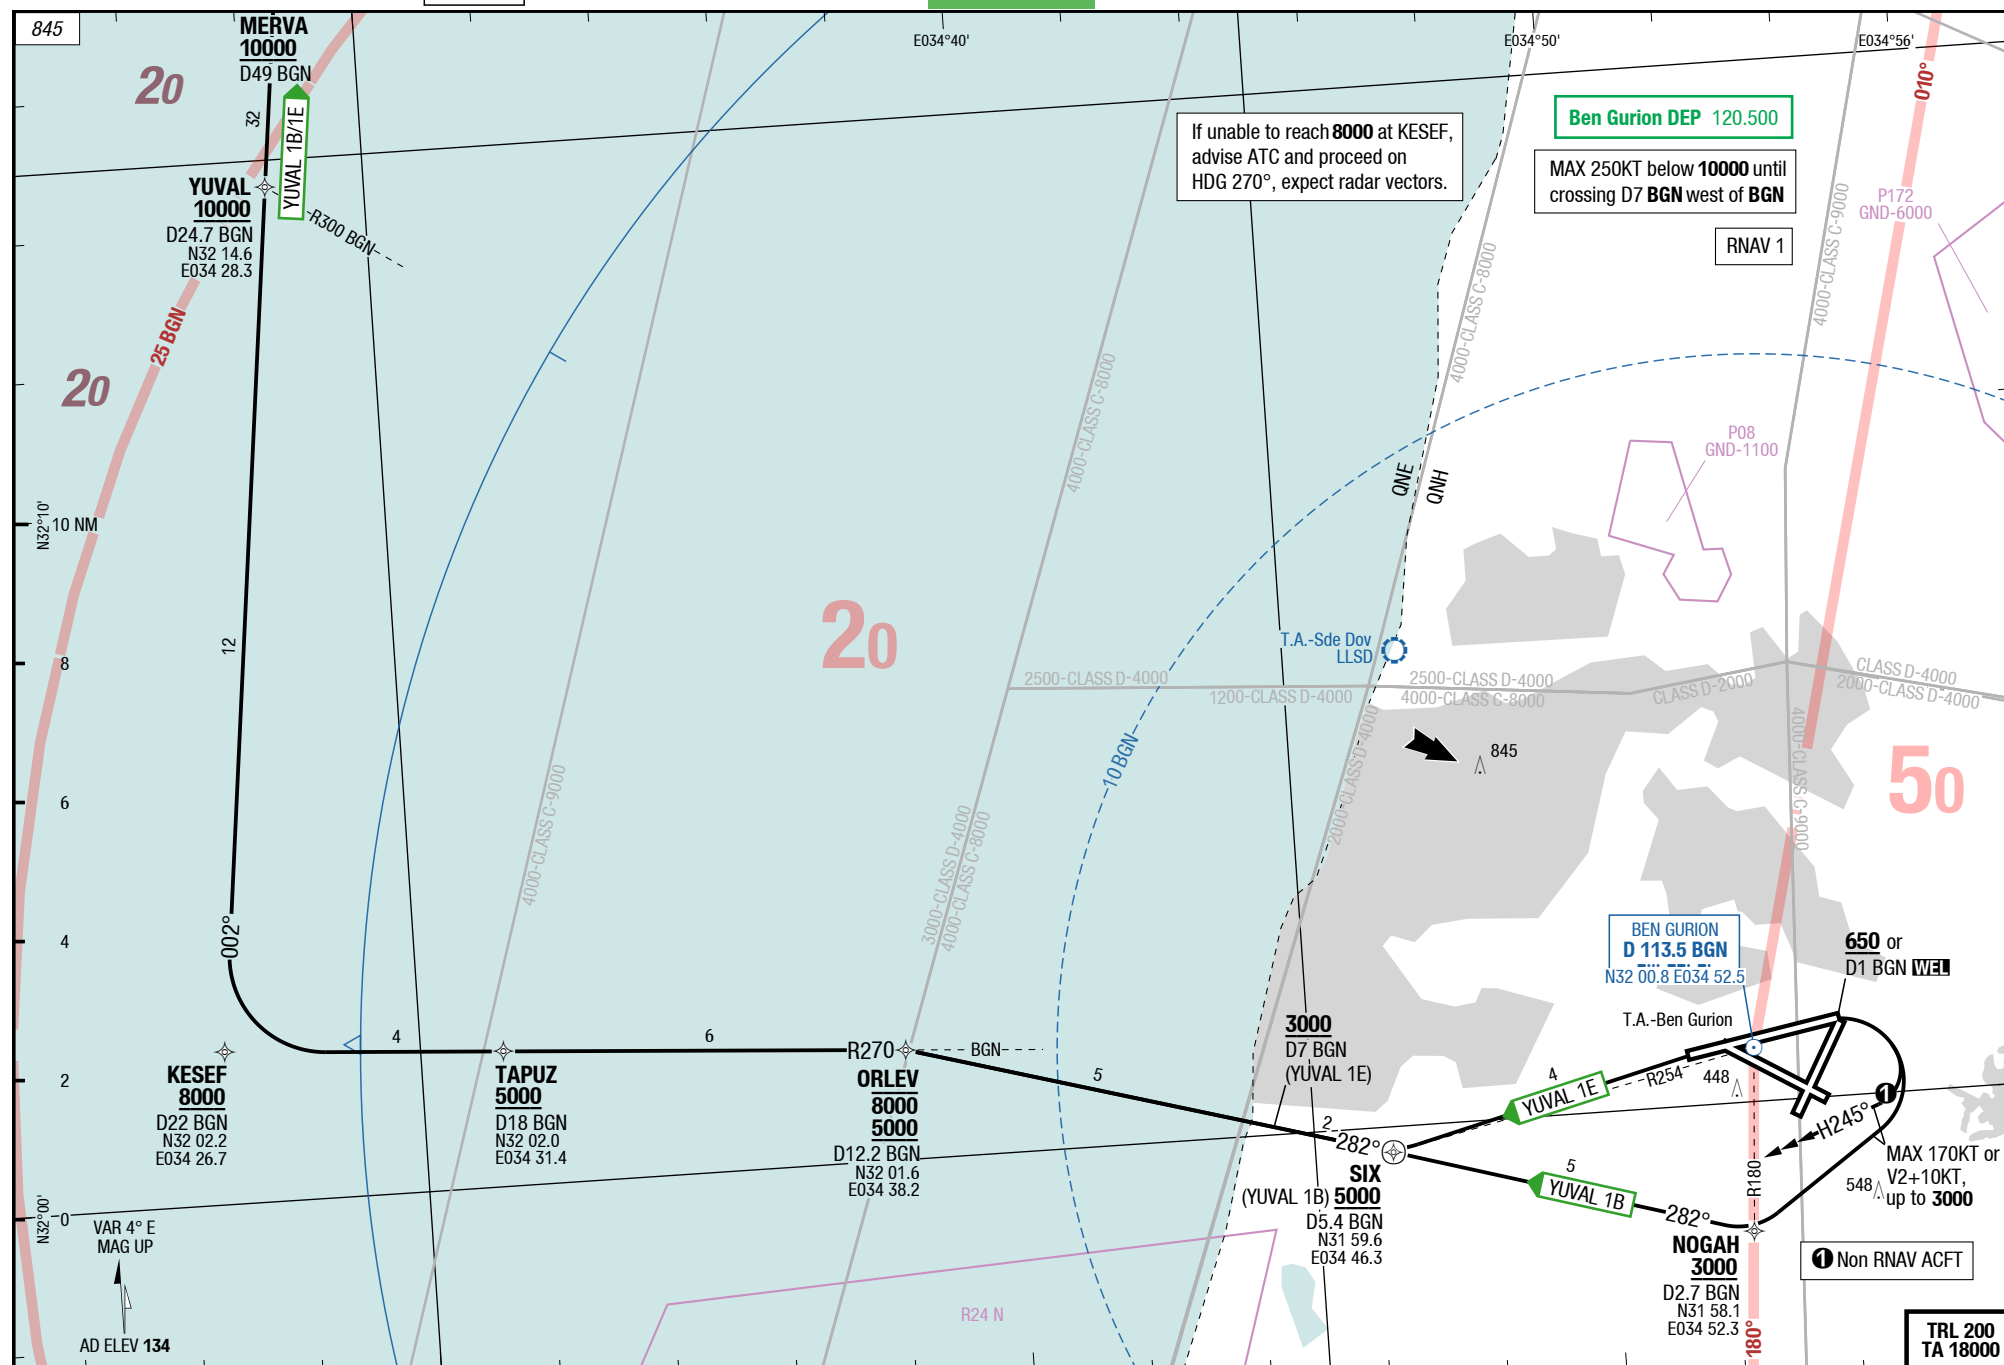 845
MERVA
10000
D49 BGN
32
YUVAL 1B/1E
20
YUVAL
10000
D24.7 BGN
N32 14.6
E034 28.3
R300 BGN
25 BGN
20
E034°40'
E034°50'
E034°56'
010°
If unable to reach 8000 at KESEF,
advise ATC and proceed on
HDG 270°, expect radar vectors.
Ben Gurion DEP 120.500
MAX 250KT below 10000 until
crossing D7 BGN west of BGN
RNAV 1
P172
GND-6000
4000-CLASS C-9000
4000-CLASS C-8000
4000-CLASS C-8000
P08
GND-1100
QNE
QNH
N32°10'
10 NM
12
8
20
T.A.-Sde Dov
LLSD
2500-CLASS D-4000
1200-CLASS D-4000
2500-CLASS D-4000
4000-CLASS C-8000
CLASS D-2000
CLASS D-4000
2000-CLASS D-4000
10 BGN
2000-CLASS D-4000
845
4000-CLASS C-9000
50
6
4000-CLASS C-9000
3000-CLASS D-4000
4000-CLASS C-8000
4
002°
BEN GURION
D 113.5 BGN
N32 00.8 E034 52.5
650 or
D1 BGN WEL
T.A.-Ben Gurion
3000
D7 BGN
(YUVAL 1E)
4
6
R270
BGN
5
4
YUVAL 1E
R254
448
2
KESEF
8000
D22 BGN
N32 02.2
E034 26.7
TAPUZ
5000
D18 BGN
N32 02.0
E034 31.4
ORLEV
8000
5000
D12.2 BGN
N32 01.6
E034 38.2
2
282°
SIX
(YUVAL 1B) 5000
D5.4 BGN
N31 59.6
E034 46.3
5
YUVAL 1B
282°
R180
H245°
1
MAX 170KT or
V2+10KT,
up to 3000
548
NOGAH
3000
D2.7 BGN
N31 58.1
E034 52.3
180°
1 Non RNAV ACFT
N32°00'
0
VAR 4° E
MAG UP
AD ELEV 134
R24 N
TRL 200
TA 18000